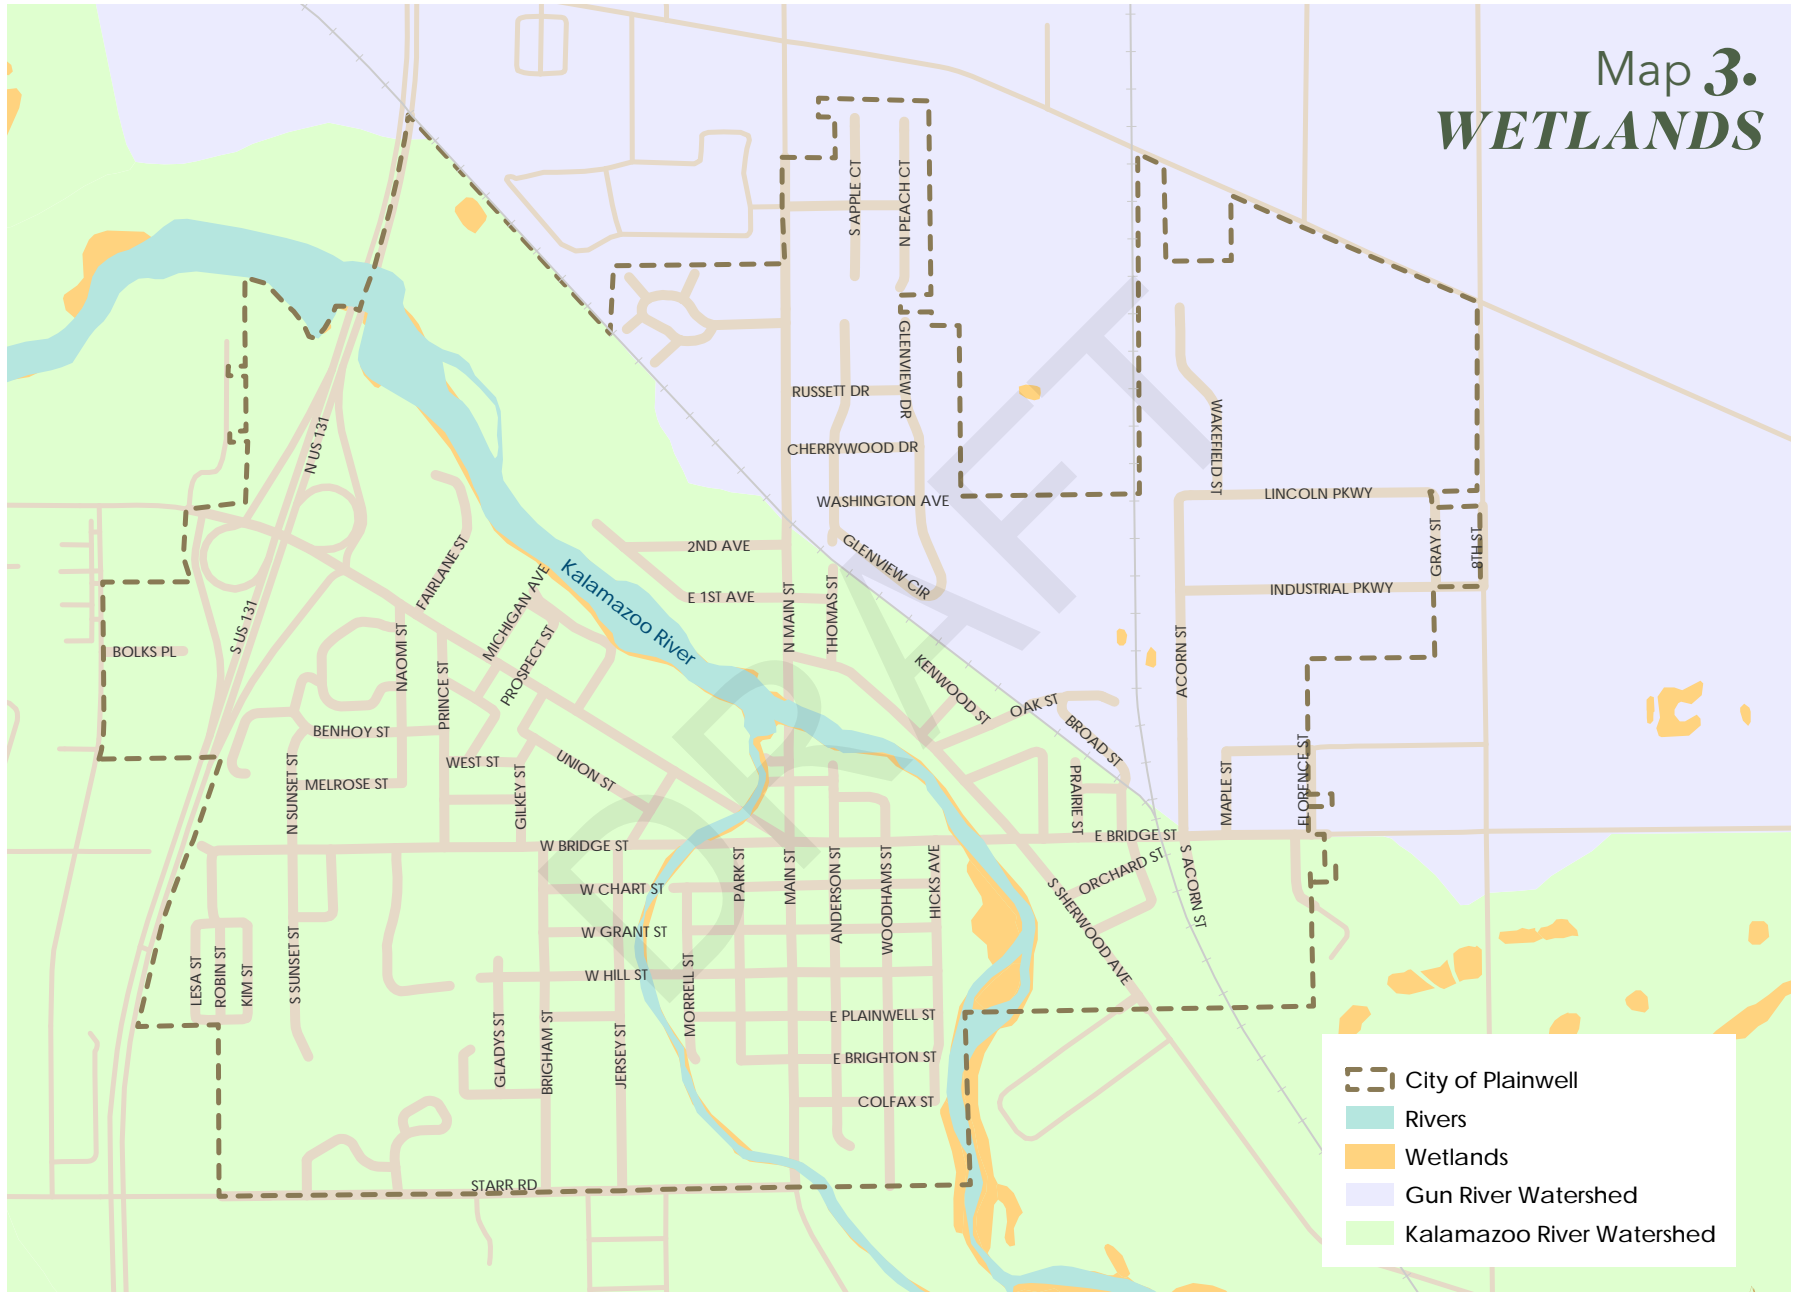 Map 3.
WETLANDS
S APPLE CT
N PEACH CT
GLENVIEW DR
RUSSETT DR
CHERRYWOOD DR
WASHINGTON AVE
WAKEFIELD ST
N US 131
LINCOLN PKWY
GRAY ST
8TH ST
2ND AVE
GLENVIEW CIR
FAIRLANE ST
MICHIGAN AVE
Kalamazoo River
E 1ST AVE
N MAIN ST
THOMAS ST
INDUSTRIAL PKWY
S US 131
BOLKS PL
NAOMI ST
PRINCE ST
PROSPECT ST
ACORN ST
KENWOOD ST
OAK ST
BROAD ST
BENHOY ST
WEST ST
UNION ST
MELROSE ST
N SUNSET ST
GILKEY ST
PRAIRIE ST
MAPLE ST
FLORENCE ST
W BRIDGE ST
E BRIDGE ST
W CHART ST
PARK ST
MAIN ST
ANDERSON ST
WOODHAMS ST
HICKS AVE
ORCHARD ST
S SHERWOOD AVE
S ACORN ST
W GRANT ST
W HILL ST
LESA ST
ROBIN ST
KIM ST
S SUNSET ST
MORRELL ST
GLADYS ST
BRIGHAM ST
JERSEY ST
E PLAINWELL ST
E BRIGHTON ST
COLFAX ST
STARR RD
DRAFT
City of Plainwell
Rivers
Wetlands
Gun River Watershed
Kalamazoo River Watershed